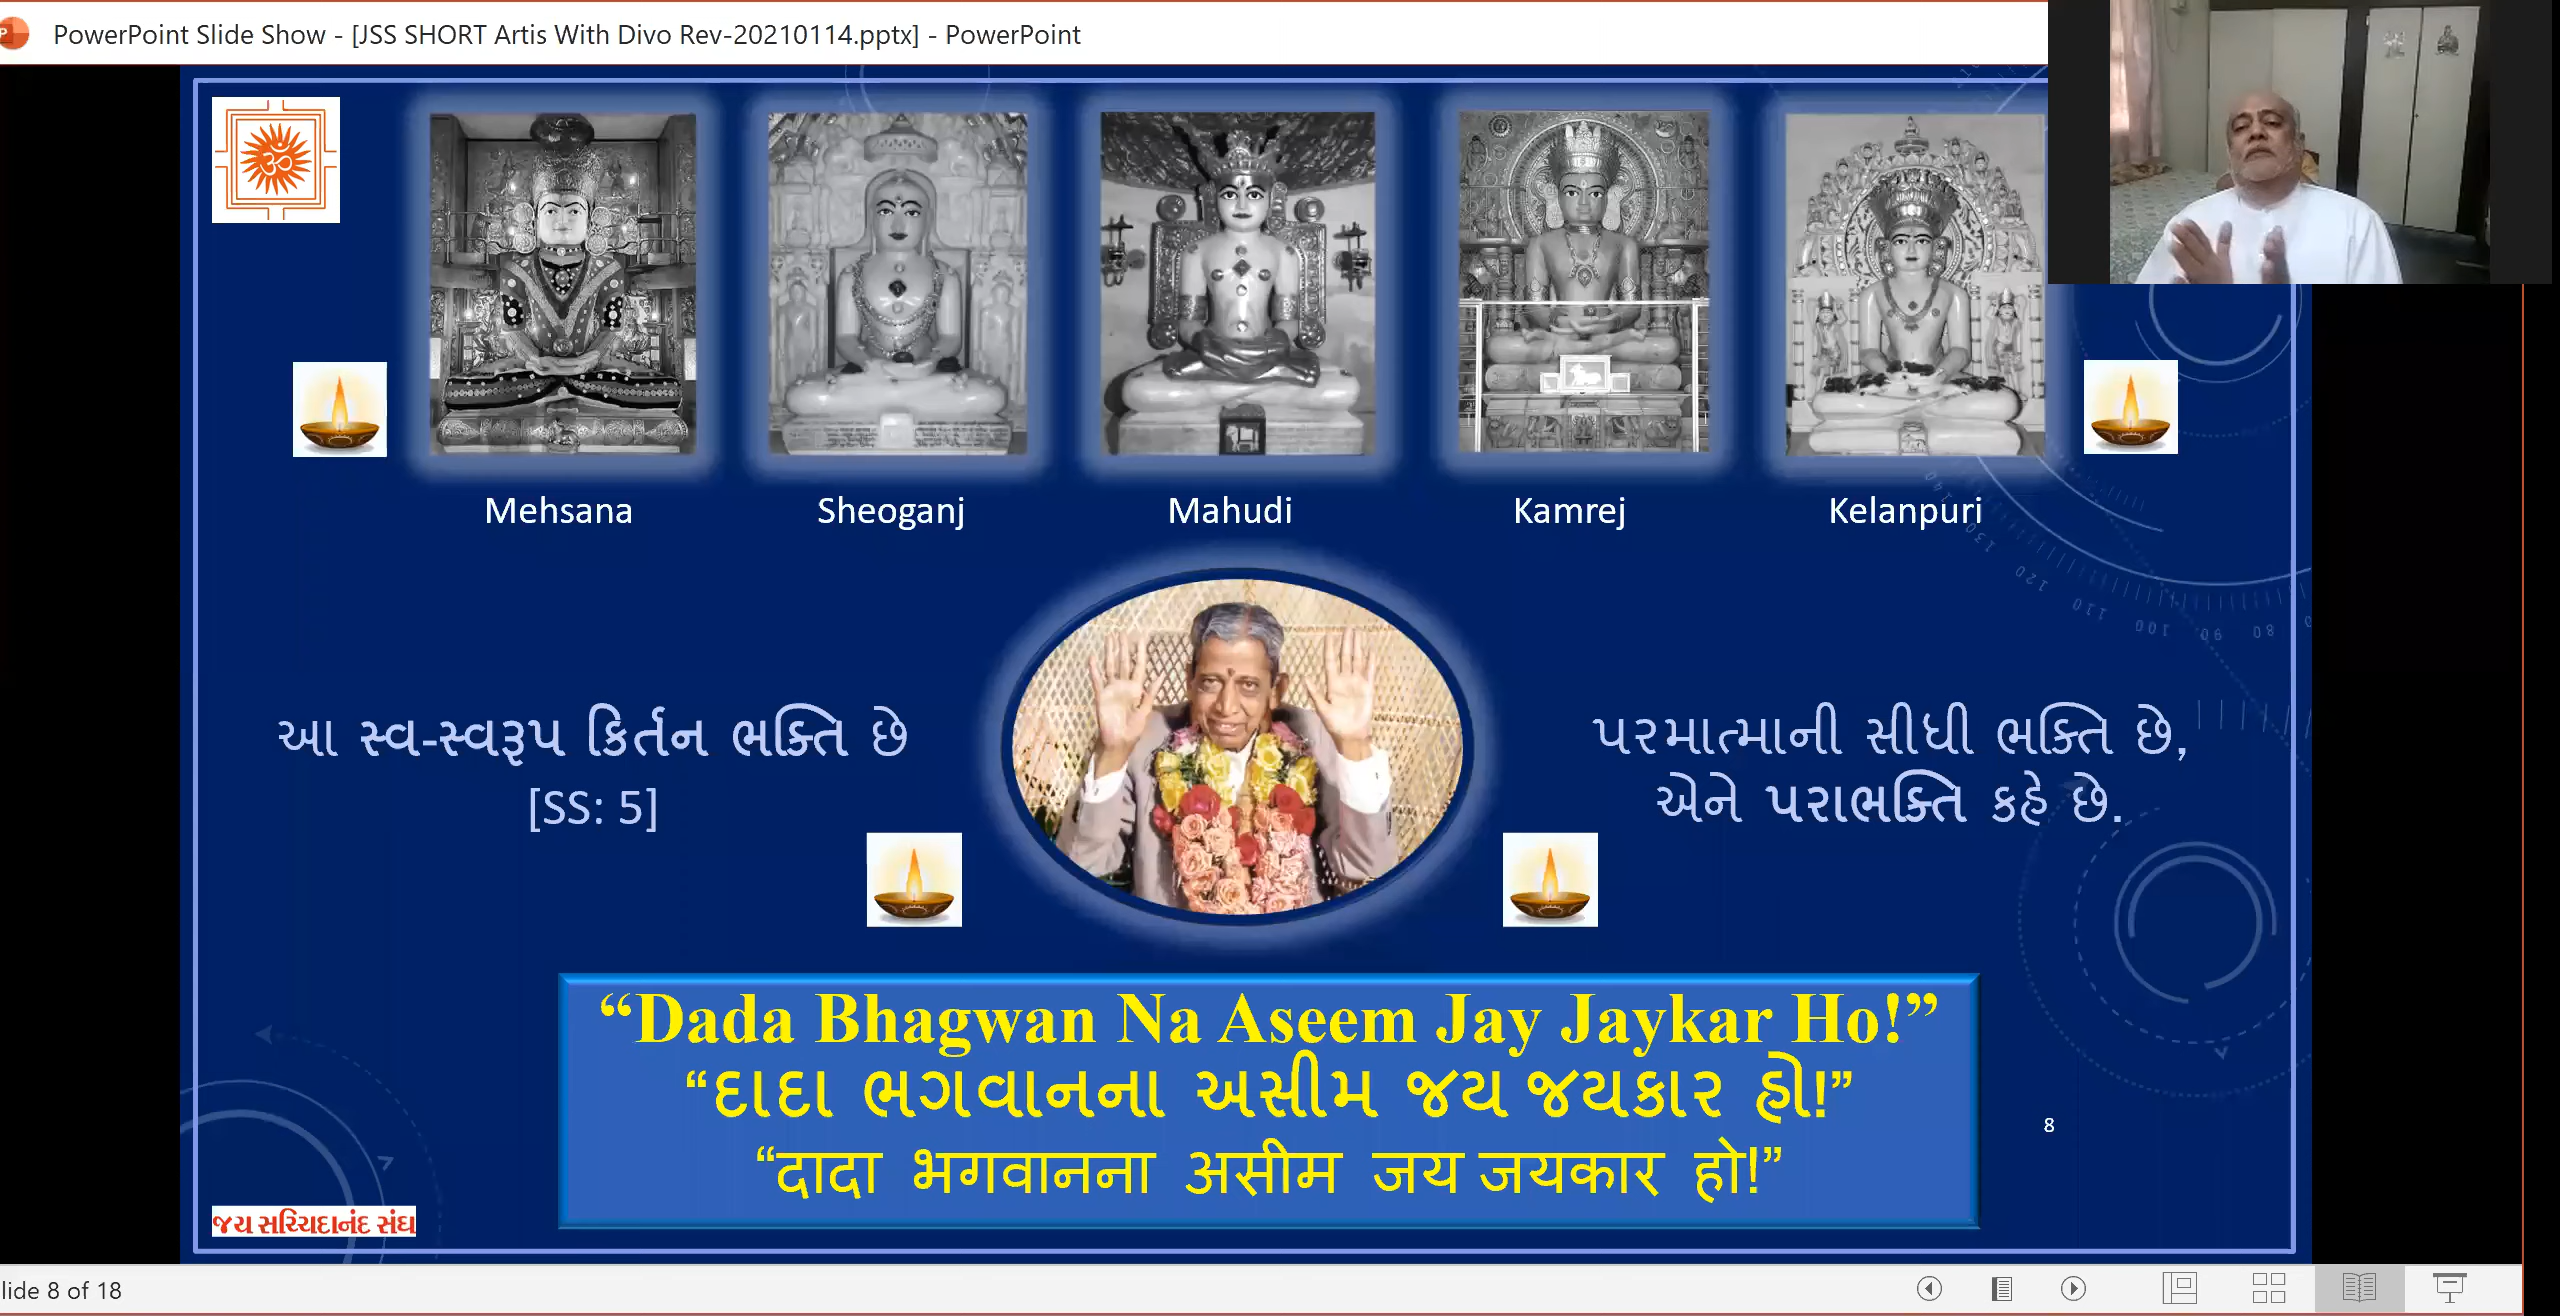 PowerPoint Slide Show - [JSS SHORT Artis With Divo Rev-20210114.pptx] - PowerPoint
Mehsana
Sheoganj
Mahudi
Kamrej
Kelanpuri
આ સ્વ-સ્વરૂપ કિર્તન ભક્તિ છે
[SS: 5]
પરમાત્માની સીધી ભક્તિ છે,
એને પરાભક્તિ કહે છે.
“Dada Bhagwan Na Aseem Jay Jaykar Ho!”
“દાદા ભગવાનના અસીમ જય જયકાર હો!”
“दादा भगवानना असीम जय जयकार हो!”
8
જય સચ્ચિદાનંદ સંઘ
lide 8 of 18